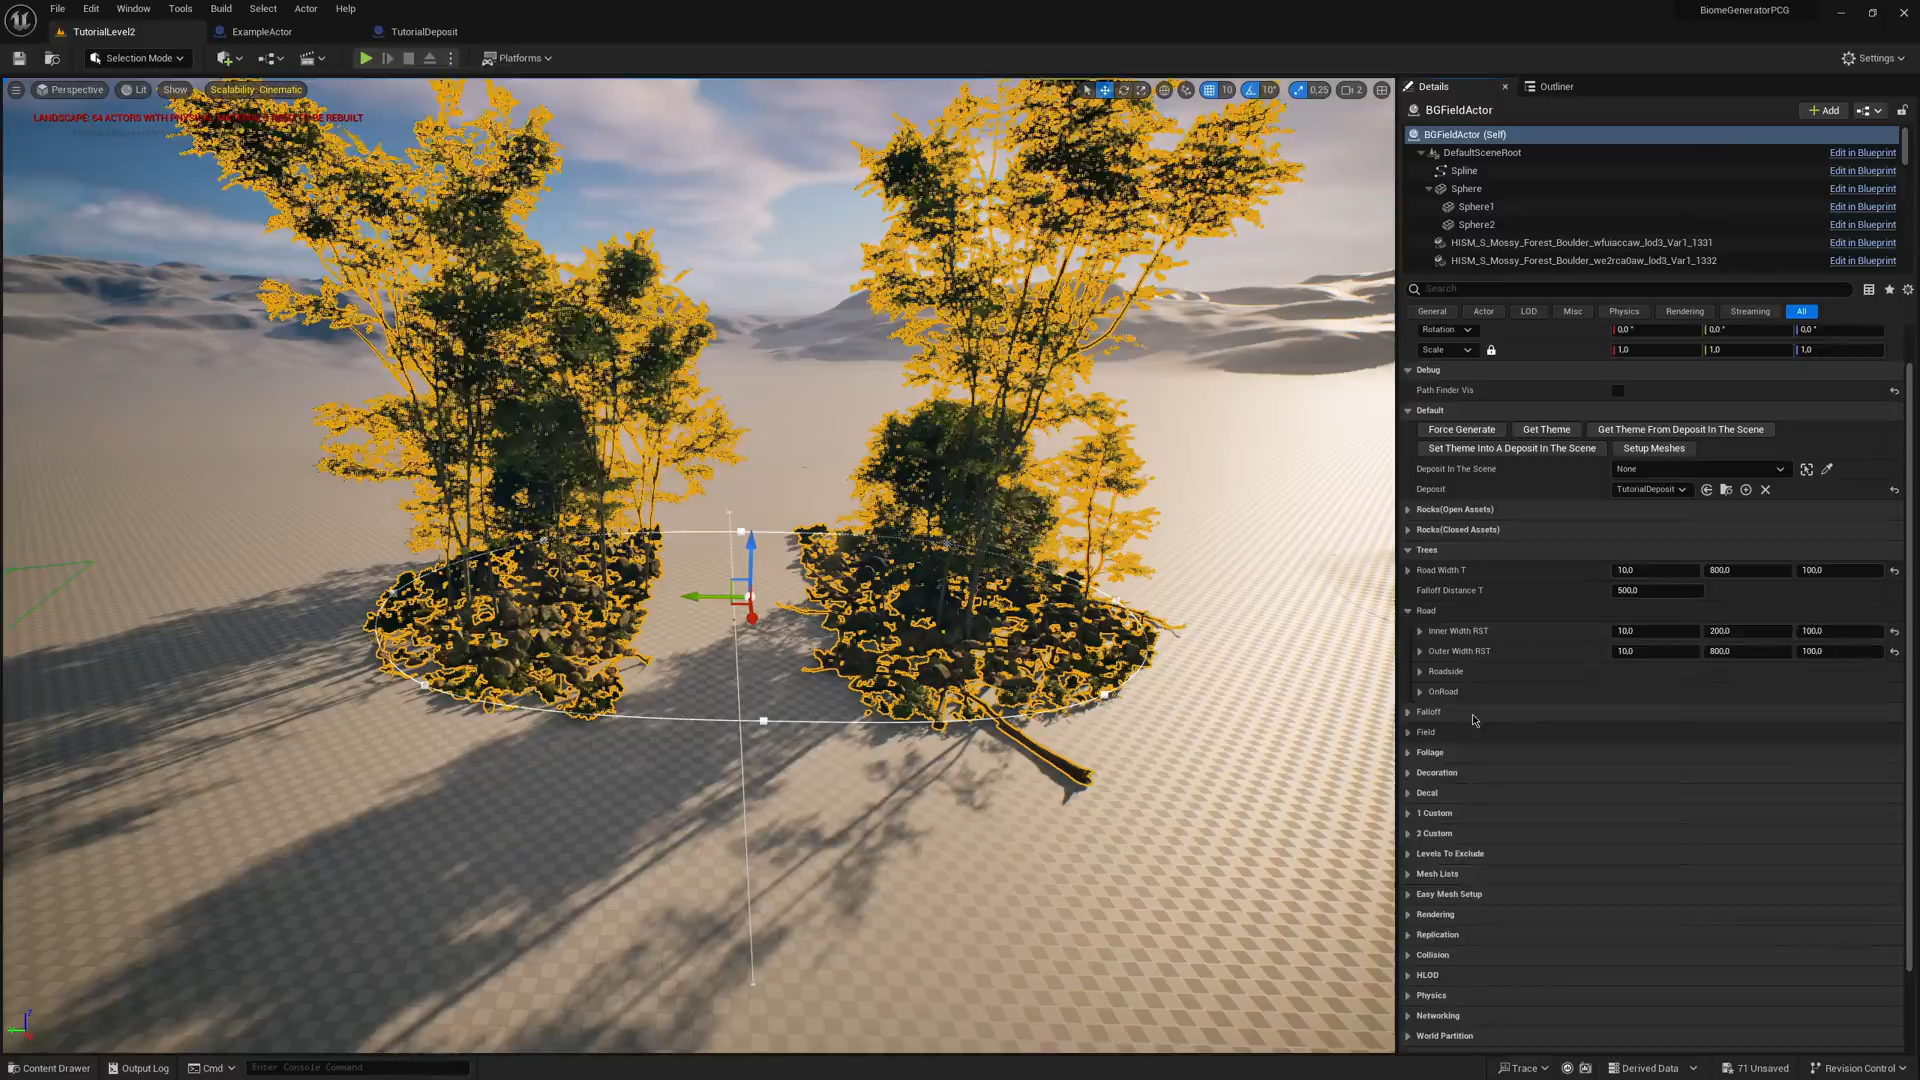 File Edit Window Tools Build Select Actor Help
BiomeGeneratorPCG
TutorialLevel2
ExampleActor
TutorialDeposit
Selection Mode
Platforms
Settings
Perspective
Lit
Show
Scalability: Cinematic
10
10°
0,25
2
Details
Outliner
BGFieldActor
Add
BGFieldActor (Self)
DefaultSceneRoot Edit in Blueprint
Spline Edit in Blueprint
Sphere Edit in Blueprint
Sphere1 Edit in Blueprint
Sphere2 Edit in Blueprint
HISM_S_Mossy_Forest_Boulder_wfuiaccaw_lod3_Var1_1331 Edit in Blueprint
HISM_S_Mossy_Forest_Boulder_we2rca0aw_lod3_Var1_1332 Edit in Blueprint
Search
General Actor LOD Misc Physics Rendering Streaming All
Rotation 0,0° 0,0° 0,0°
Scale 1,0 1,0 1,0
Debug
Path Finder Vis
Default
Force Generate Get Theme Get Theme From Deposit In The Scene
Set Theme Into A Deposit In The Scene Setup Meshes
Deposit In The Scene None
Deposit TutorialDeposit
Rocks(Open Assets)
Rocks(Closed Assets)
Trees
Road Width T 10,0 800,0 100,0
Falloff Distance T 500,0
Road
Inner Width RST 10,0 200,0 100,0
Outer Width RST 10,0 800,0 100,0
Roadside
OnRoad
Falloff
Field
Foliage
Decoration
Decal
1 Custom
2 Custom
Levels To Exclude
Mesh Lists
Easy Mesh Setup
Rendering
Replication
Collision
HLOD
Physics
Networking
World Partition
Z
Content Drawer
Output Log
Cmd
Enter Console Command
Trace
Derived Data
71 Unsaved
Revision Control